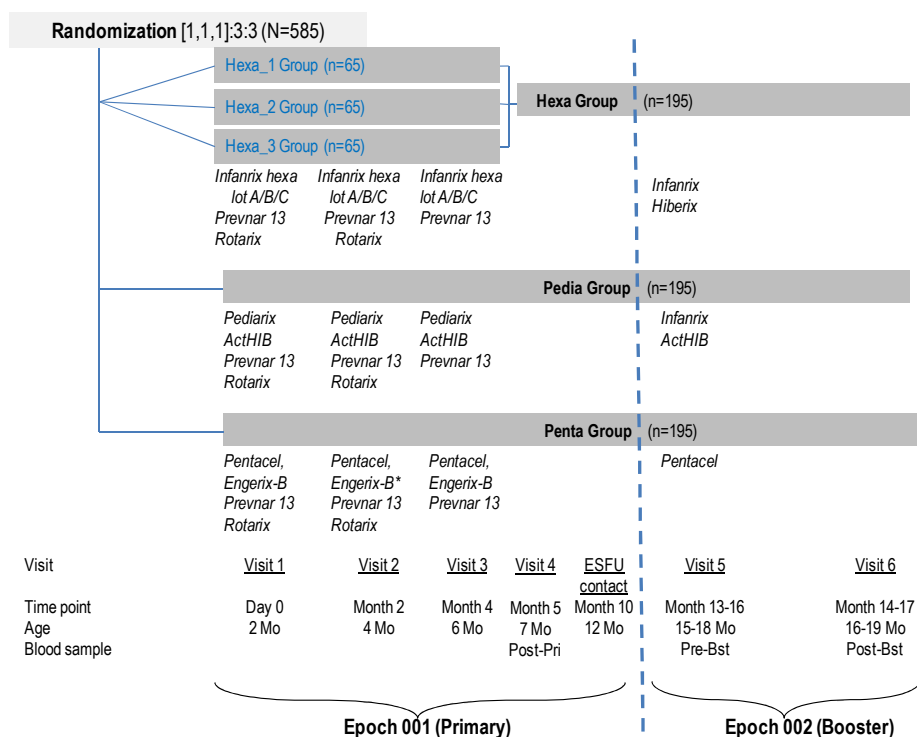 Randomization [1,1,1]:3:3 (N=585)
Hexa_1 Group (n=65)
Hexa_2 Group (n=65)
Hexa_3 Group (n=65)
Hexa Group (n=195)
Infanrix hexa Infanrix hexa Infanrix hexa
lot A/B/C lot A/B/C lot A/B/C
Prevnar 13 Prevnar 13 Prevnar 13
Rotarix Rotarix
Infanrix
Hiberix
Pedia Group (n=195)
Pediarix Pediarix Pediarix Infanrix
ActHIB ActHIB ActHIB ActHIB
Prevnar 13 Prevnar 13 Prevnar 13
Rotarix Rotarix
Penta Group (n=195)
Pentacel, Pentacel, Pentacel, Pentacel
Engerix-B Engerix-B* Engerix-B
Prevnar 13 Prevnar 13 Prevnar 13
Rotarix Rotarix
Visit Visit 1 Visit 2 Visit 3 Visit 4 ESFU Visit 5 Visit 6
contact
Time point Day 0 Month 2 Month 4 Month 5 Month 10 Month 13-16 Month 14-17
Age 2 Mo 4 Mo 6 Mo 7 Mo 12 Mo 15-18 Mo 16-19 Mo
Blood sample Post-Pri Pre-Bst Post-Bst
Epoch 001 (Primary) Epoch 002 (Booster)